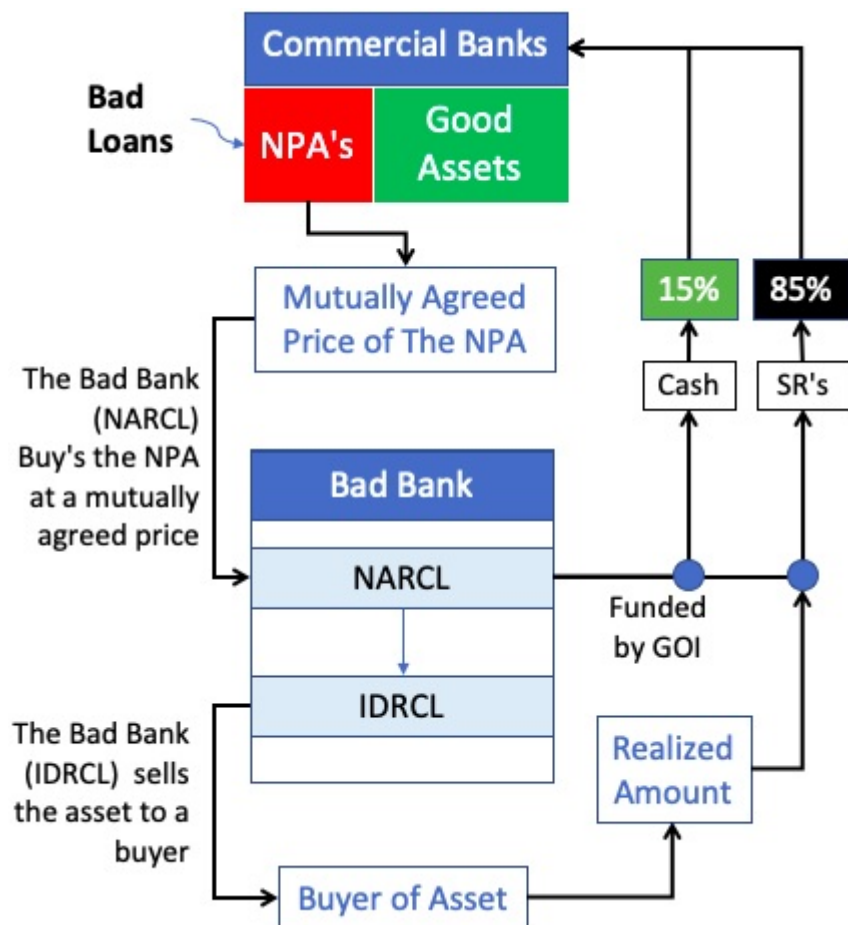 Commercial Banks
Bad
Loans
NPA's
Good
Assets
Mutually Agreed
Price of The NPA
15%
85%
Cash
SR's
The Bad Bank
(NARCL)
Buy's the NPA
at a mutually
agreed price
Bad Bank
NARCL
Funded
by GOI
IDRCL
The Bad Bank
(IDRCL) sells
the asset to a
buyer
Realized
Amount
Buyer of Asset